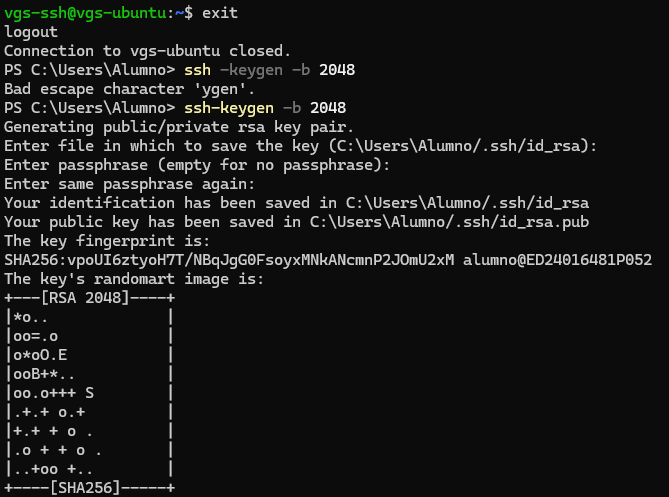 vgs-ssh@vgs-ubuntu:~$ exit
logout
Connection to vgs-ubuntu closed.
PS C:\Users\Alumno> ssh -keygen -b 2048
Bad escape character 'ygen'.
PS C:\Users\Alumno> ssh-keygen -b 2048
Generating public/private rsa key pair.
Enter file in which to save the key (C:\Users\Alumno/.ssh/id_rsa):
Enter passphrase (empty for no passphrase):
Enter same passphrase again:
Your identification has been saved in C:\Users\Alumno/.ssh/id_rsa
Your public key has been saved in C:\Users\Alumno/.ssh/id_rsa.pub
The key fingerprint is:
SHA256:vpoUI6ztyoH7T/NBqJgG0FsoyxMNkANcmnP2JOmU2xM alumno@ED24016481P052
The key's randomart image is:
+---[RSA 2048]----+
|*o..             |
|oo=.o            |
|o*oO.E           |
|ooB+*..          |
|oo.o+++ S        |
|.+.+ o.+         |
|+.+ + o .        |
|.o + + o .       |
|..+oo +..        |
+----[SHA256]-----+